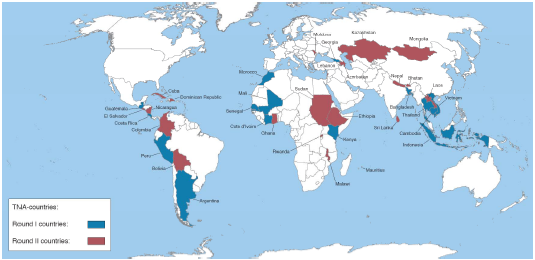 Moldova
Kazakhstan
Georgia
Mongolia
Morocco
Lebanon
Azerbaijan
Nepal
Bhutan
Cuba
Dominican Republic
Mali
Sudan
Laos
Guatemala
Nicaragua
Senegal
Bangladesh
Vietnam
El Salvador
Thailand
Costa Rica
Cote d'Ivoire
Ethiopia
Sri Lanka
Colombia
Ghana
Kenya
Cambodia
Peru
Rwanda
Indonesia
Bolivia
Mauritius
Malawi
Argentina
TNA-countries:
Round I countries:
Round II countries: